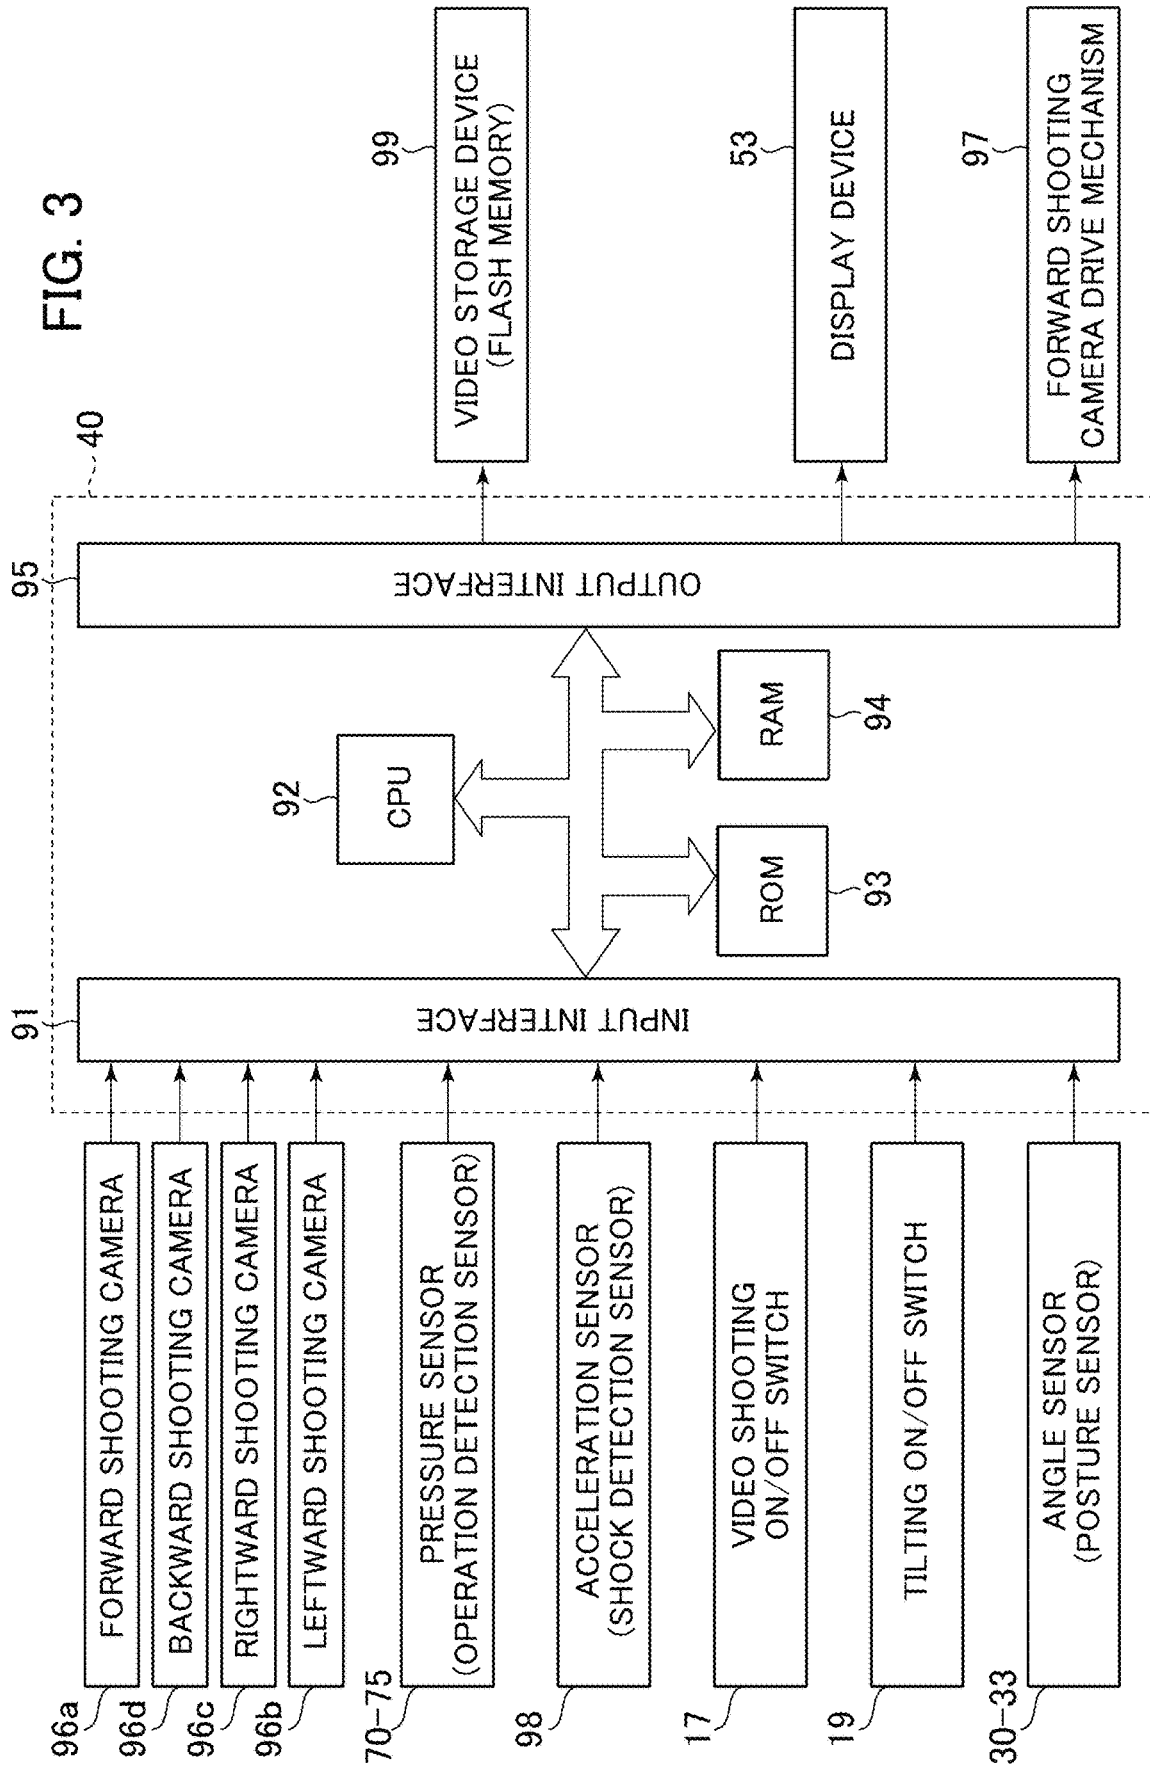 FIG. 3
40
96a
FORWARD SHOOTING CAMERA
96d
BACKWARD SHOOTING CAMERA
96c
RIGHTWARD SHOOTING CAMERA
96b
LEFTWARD SHOOTING CAMERA
70-75
PRESSURE SENSOR
(OPERATION DETECTION SENSOR)
98
ACCELERATION SENSOR
(SHOCK DETECTION SENSOR)
17
VIDEO SHOOTING
ON/OFF SWITCH
19
TILTING ON/OFF SWITCH
30-33
ANGLE SENSOR
(POSTURE SENSOR)
91
INPUT INTERFACE
92
CPU
ROM
93
RAM
94
95
OUTPUT INTERFACE
99
VIDEO STORAGE DEVICE
(FLASH MEMORY)
53
DISPLAY DEVICE
97
FORWARD SHOOTING
CAMERA DRIVE MECHANISM